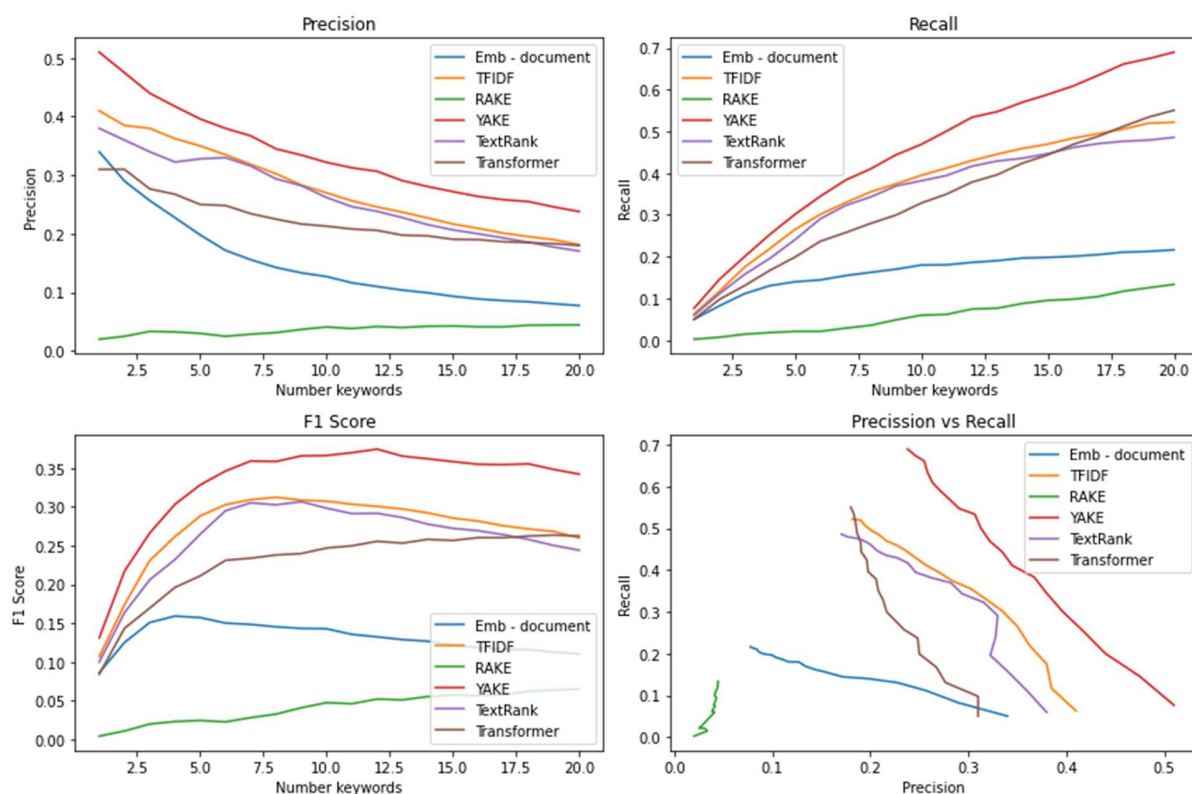 Precision
Precision
0.5
0.4
0.3
0.2
0.1
0.0
Emb - document
TFIDF
RAKE
YAKE
TextRank
Transformer
2.5 5.0 7.5 10.0 12.5 15.0 17.5 20.0
Number keywords
Recall
Recall
0.7
0.6
0.5
0.4
0.3
0.2
0.1
0.0
Emb - document
TFIDF
RAKE
YAKE
TextRank
Transformer
2.5 5.0 7.5 10.0 12.5 15.0 17.5 20.0
Number keywords
F1 Score
F1 Score
0.35
0.30
0.25
0.20
0.15
0.10
0.05
0.00
Emb - document
TFIDF
RAKE
YAKE
TextRank
Transformer
2.5 5.0 7.5 10.0 12.5 15.0 17.5 20.0
Number keywords
Precission vs Recall
Recall
0.7
0.6
0.5
0.4
0.3
0.2
0.1
0.0
Emb - document
TFIDF
RAKE
YAKE
TextRank
Transformer
0.0 0.1 0.2 0.3 0.4 0.5
Precision